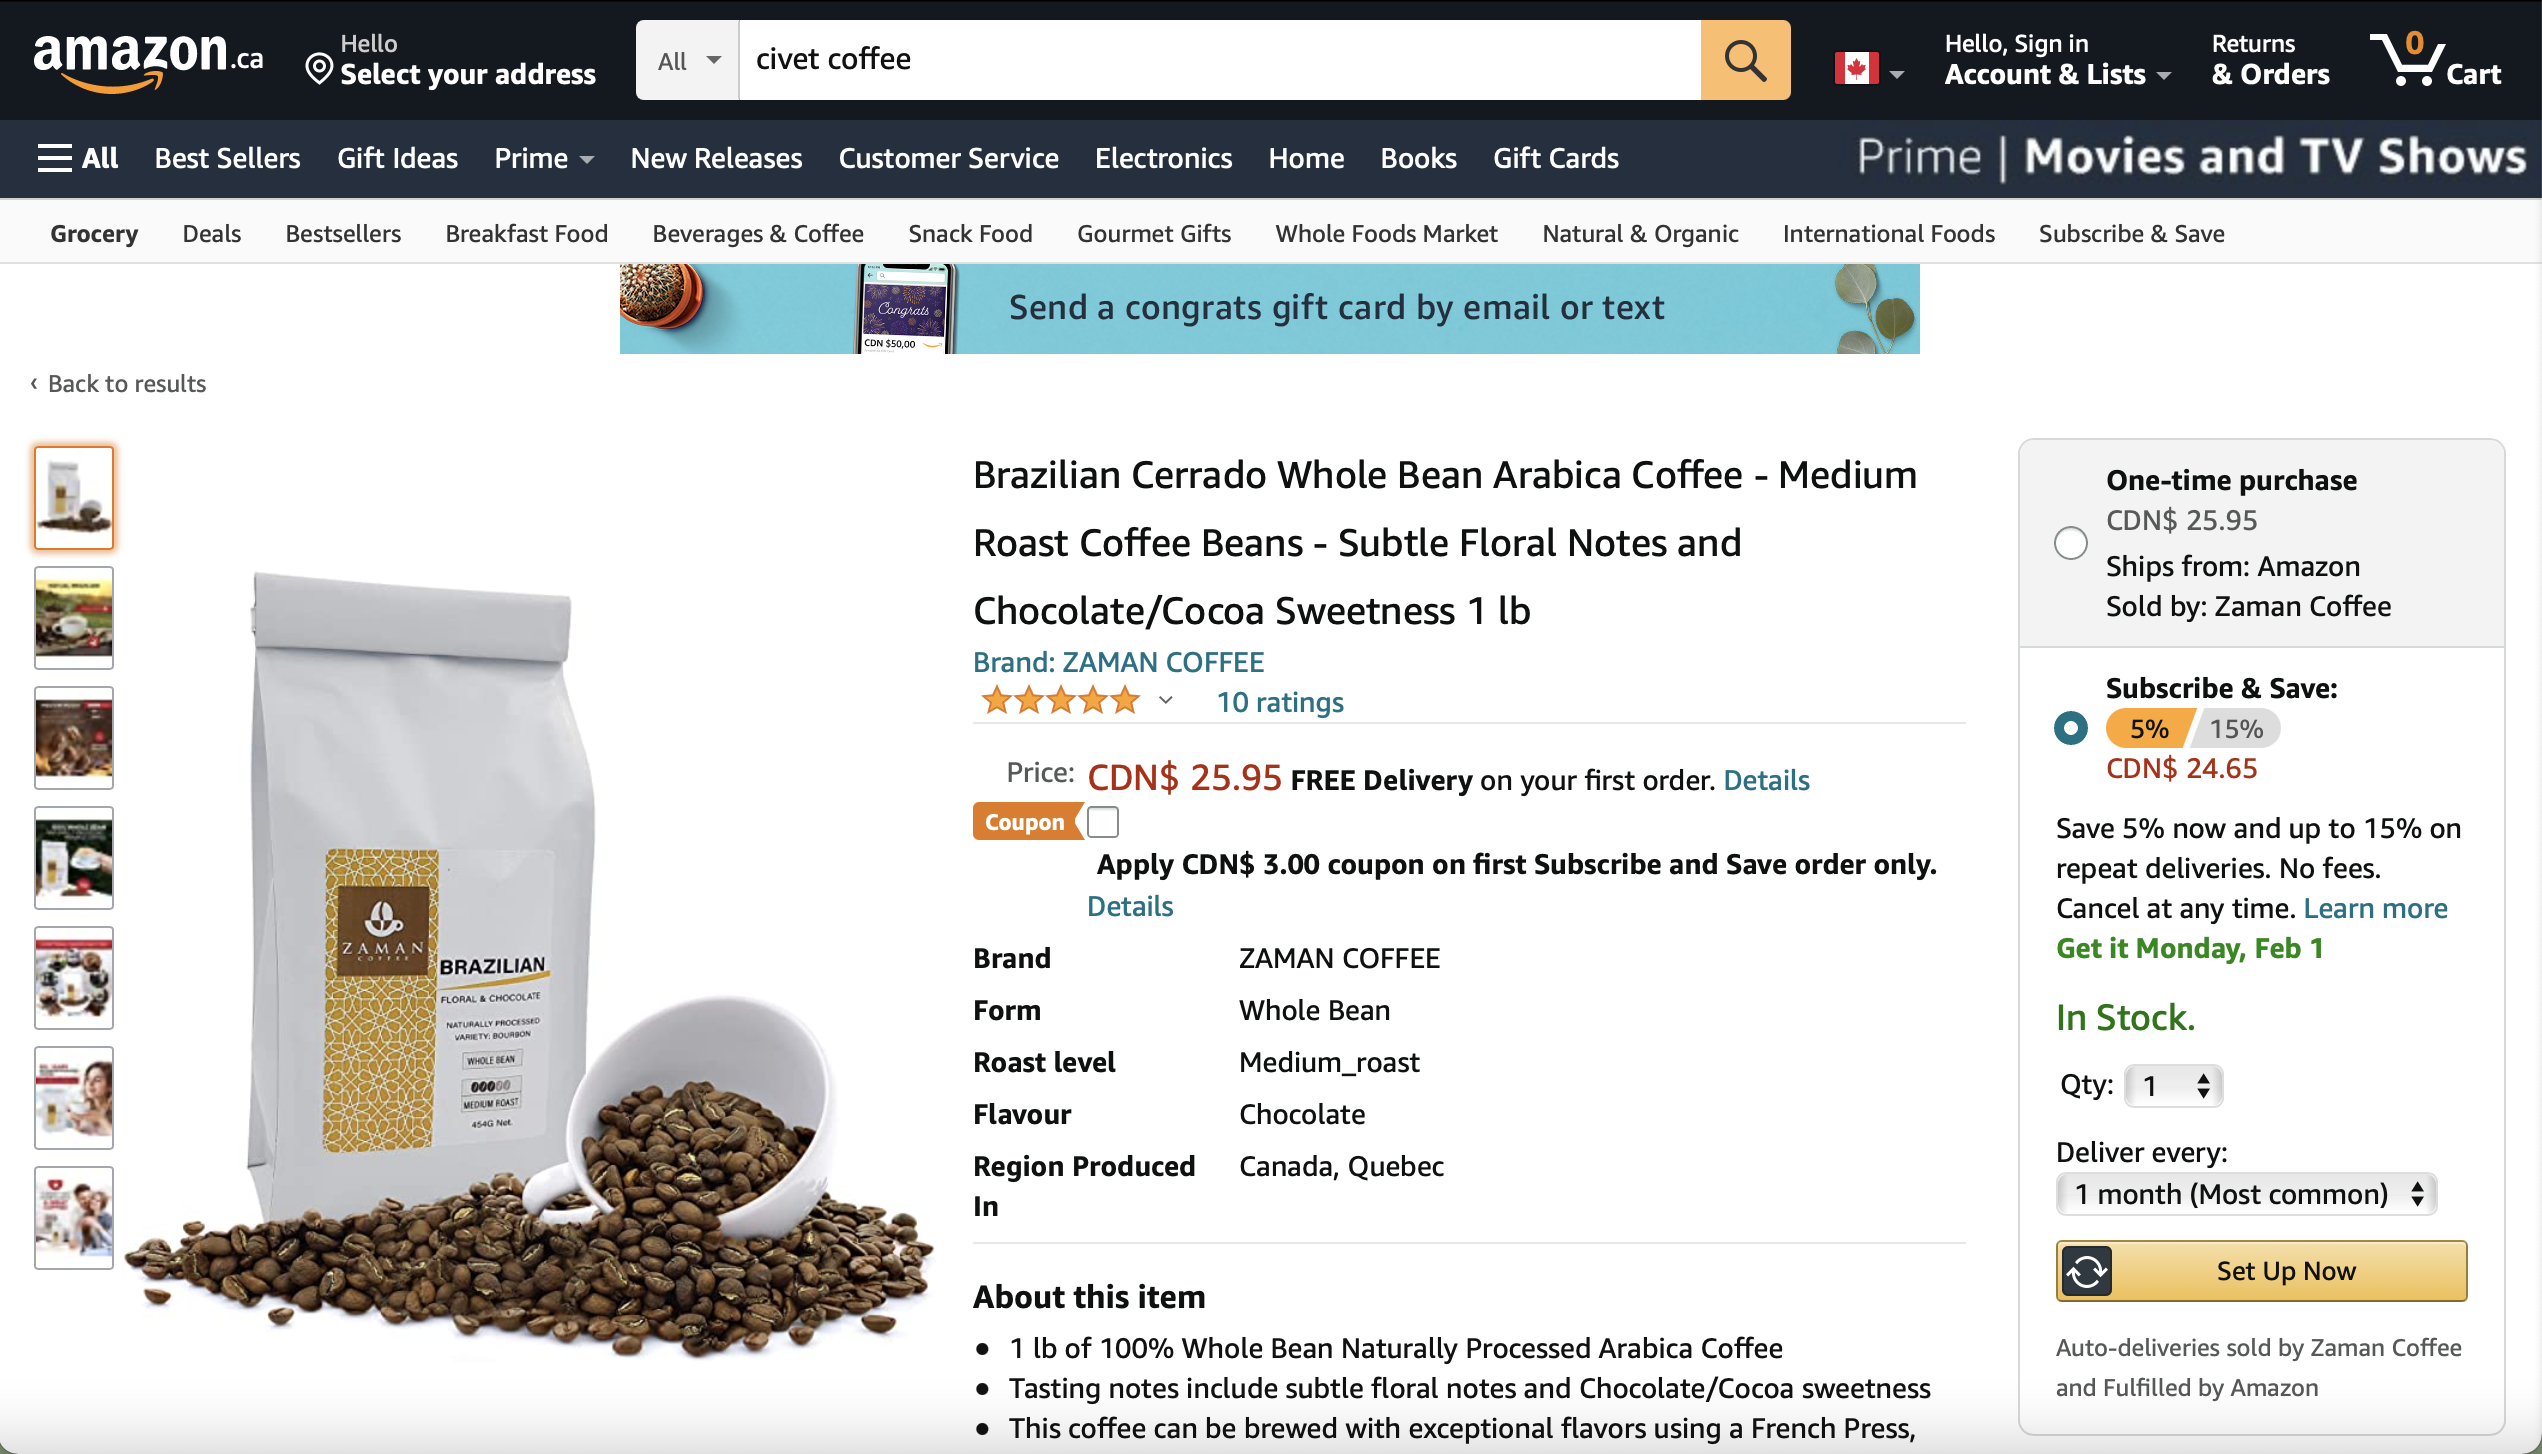 amazon.ca
Hello
Select your address
All
civet coffee
Hello, Sign in
Account & Lists
Returns
& Orders
0
Cart
All
Best Sellers
Gift Ideas
Prime
New Releases
Customer Service
Electronics
Home
Books
Gift Cards
Prime | Movies and TV Shows
Grocery
Deals
Bestsellers
Breakfast Food
Beverages & Coffee
Snack Food
Gourmet Gifts
Whole Foods Market
Natural & Organic
International Foods
Subscribe & Save
Congrats
CDN $50,00
Send a congrats gift card by email or text
‹ Back to results
ZAMAN
COFFEE
BRAZILIAN
FLORAL & CHOCOLATE
NATURALLY PROCESSED
VARIETY: BOURBON
WHOLE BEAN
MEDIUM ROAST
454G Net.
Brazilian Cerrado Whole Bean Arabica Coffee - Medium
Roast Coffee Beans - Subtle Floral Notes and
Chocolate/Cocoa Sweetness 1 lb
Brand: ZAMAN COFFEE
10 ratings
Price: CDN$ 25.95 FREE Delivery on your first order. Details
Coupon
Apply CDN$ 3.00 coupon on first Subscribe and Save order only.
Details
Brand ZAMAN COFFEE
Form Whole Bean
Roast level Medium_roast
Flavour Chocolate
Region Produced Canada, Quebec
In
About this item
• 1 lb of 100% Whole Bean Naturally Processed Arabica Coffee
• Tasting notes include subtle floral notes and Chocolate/Cocoa sweetness
• This coffee can be brewed with exceptional flavors using a French Press,
One-time purchase
CDN$ 25.95
Ships from: Amazon
Sold by: Zaman Coffee
Subscribe & Save:
5% 15%
CDN$ 24.65
Save 5% now and up to 15% on
repeat deliveries. No fees.
Cancel at any time. Learn more
Get it Monday, Feb 1
In Stock.
Qty: 1
Deliver every:
1 month (Most common)
Set Up Now
Auto-deliveries sold by Zaman Coffee
and Fulfilled by Amazon